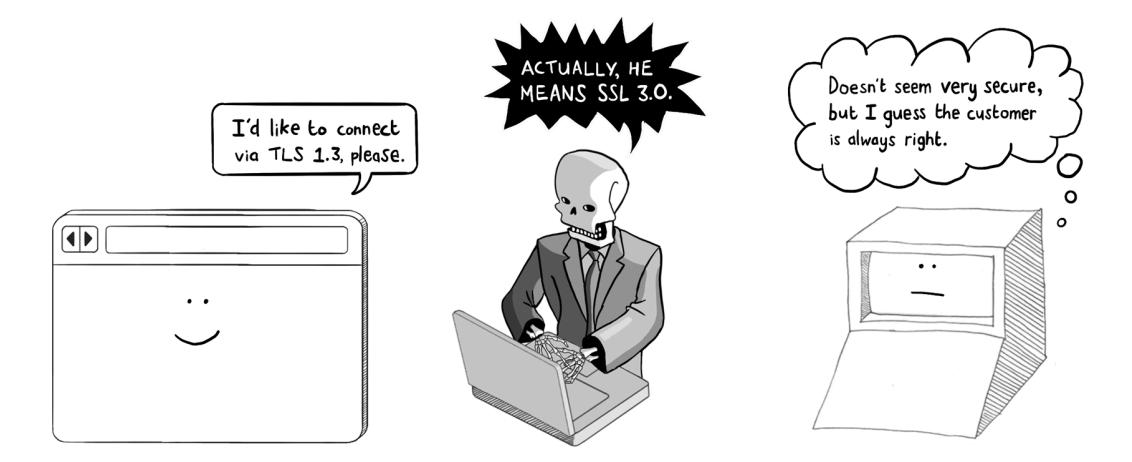 I'd like to connect
via TLS 1.3, please.
ACTUALLY, HE
MEANS SSL 3.0.
Doesn't seem very secure,
but I guess the customer
is always right.